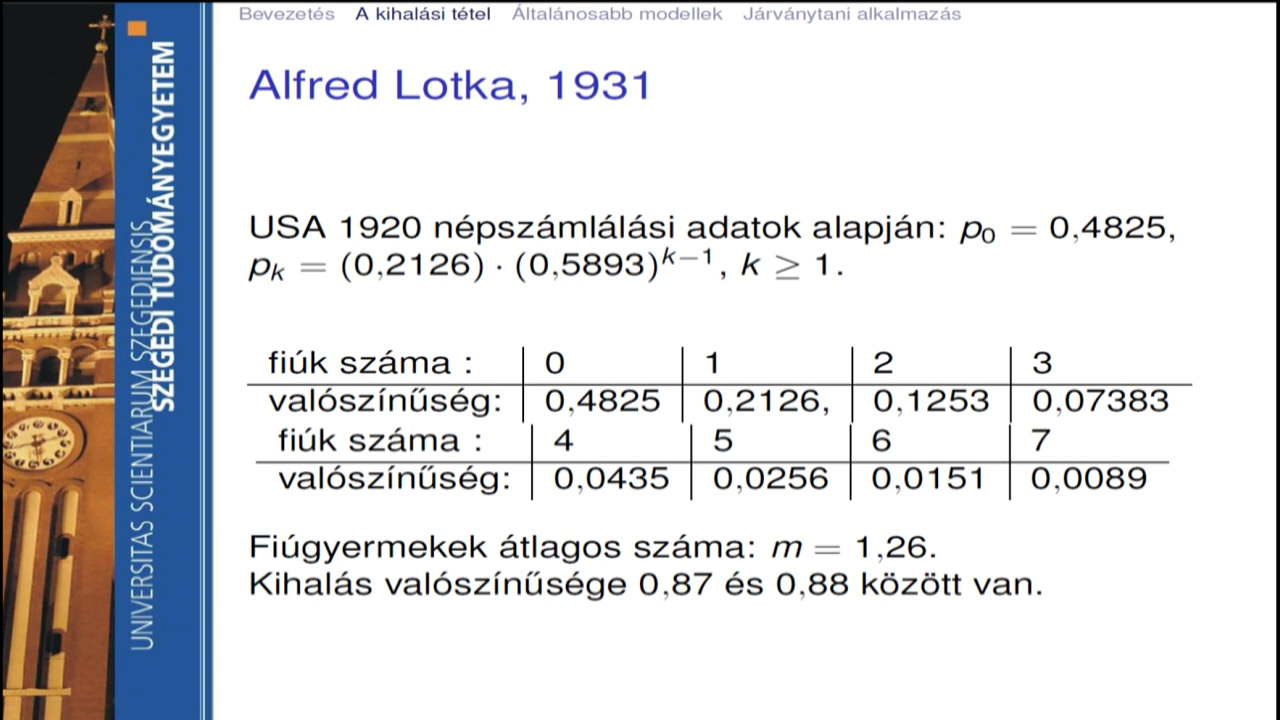 Bevezetés A kihalási tétel Általánosabb modellek Járványtani alkalmazás
UNIVERSITAS SCIENTIARUM SZEGEDIENSIS
SZEGEDI TUDOMÁNYEGYETEM
Alfred Lotka, 1931
USA 1920 népszámlálási adatok alapján: p₀ = 0,4825,
pₖ = (0,2126) · (0,5893)ᵏ⁻¹, k ≥ 1.
fiúk száma : 0 1 2 3
valószínűség: 0,4825 0,2126, 0,1253 0,07383
fiúk száma : 4 5 6 7
valószínűség: 0,0435 0,0256 0,0151 0,0089
Fiúgyermekek átlagos száma: m = 1,26.
Kihalás valószínűsége 0,87 és 0,88 között van.